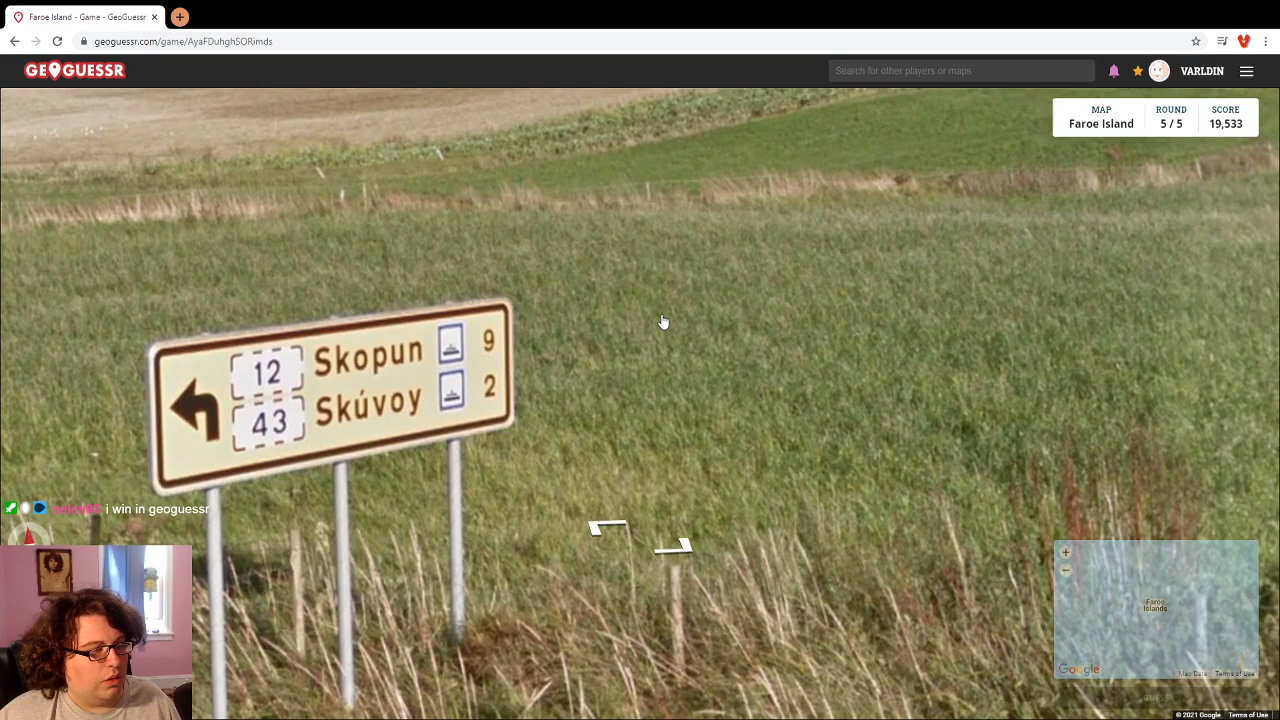 Faroe Island - Game - GeoGuessr
geoguessr.com/game/AyaFDuhghSORimds
GEOGUESSR
Search for other players or maps
VARLDIN
MAP
ROUND
SCORE
Faroe Island
5 / 5
19,533
12 Skopun 9
43 Skúvoy 2
i win in geoguessr
Faroe
Islands
Google
Map Data
Terms of Use
© 2021 Google
Terms of Use